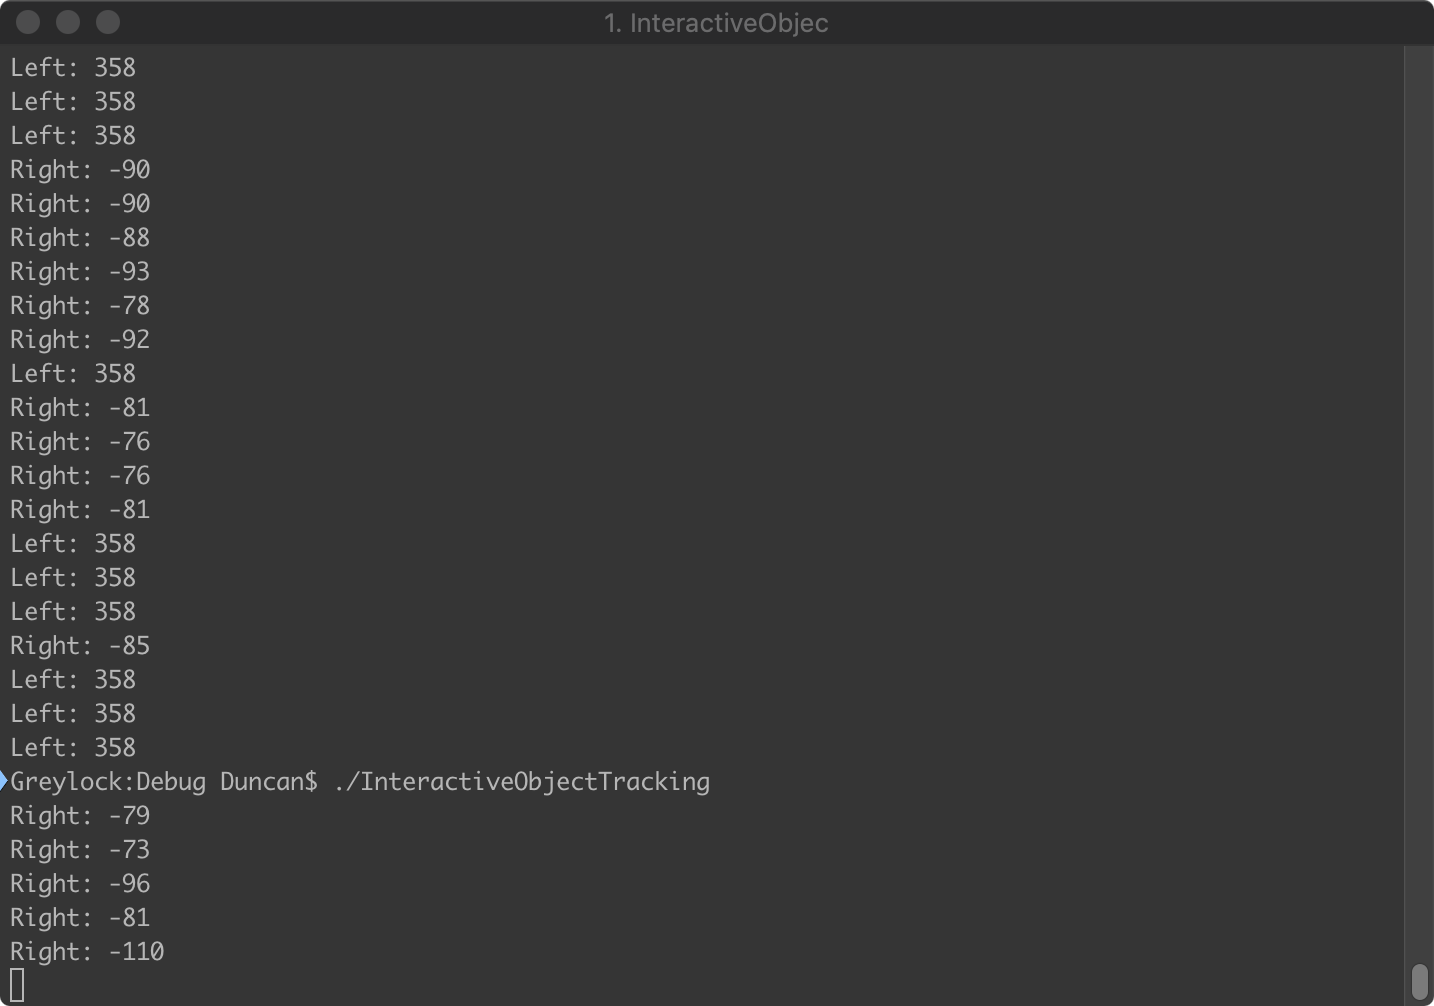 1. InteractiveObjec
Left: 358
Left: 358
Left: 358
Right: -90
Right: -90
Right: -88
Right: -93
Right: -78
Right: -92
Left: 358
Right: -81
Right: -76
Right: -76
Right: -81
Left: 358
Left: 358
Left: 358
Right: -85
Left: 358
Left: 358
Left: 358
Greylock:Debug Duncan$ ./InteractiveObjectTracking
Right: -79
Right: -73
Right: -96
Right: -81
Right: -110